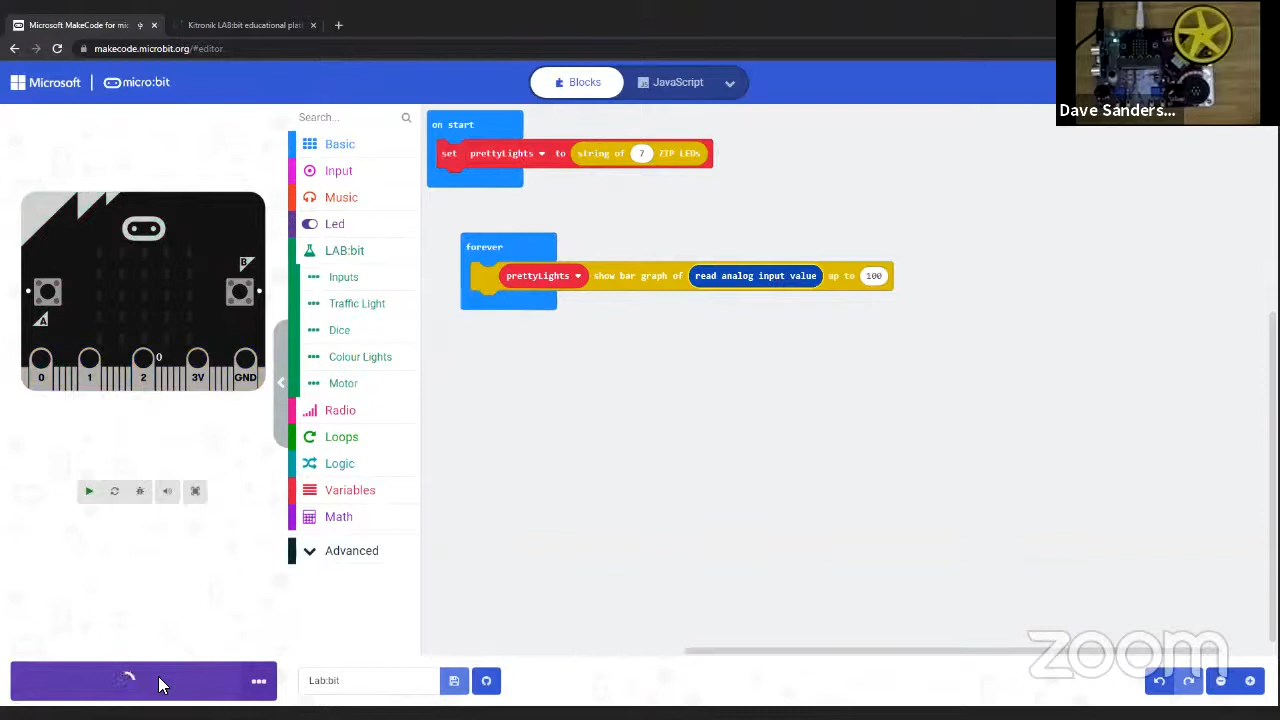 Microsoft MakeCode for mic
Kitronik LAB:bit educational plat
makecode.microbit.org/#editor
Microsoft
micro:bit
Blocks
JavaScript
Dave Sanders...
Search...
Basic
Input
Music
Led
LAB:bit
Inputs
Traffic Light
Dice
Colour Lights
Motor
Radio
Loops
Logic
Variables
Math
Advanced
on start
set prettyLights to string of 7 ZIP LEDs
forever
prettyLights show bar graph of read analog input value up to 100
B
A
0
0 1 2 3V GND
Lab:bit
zoom